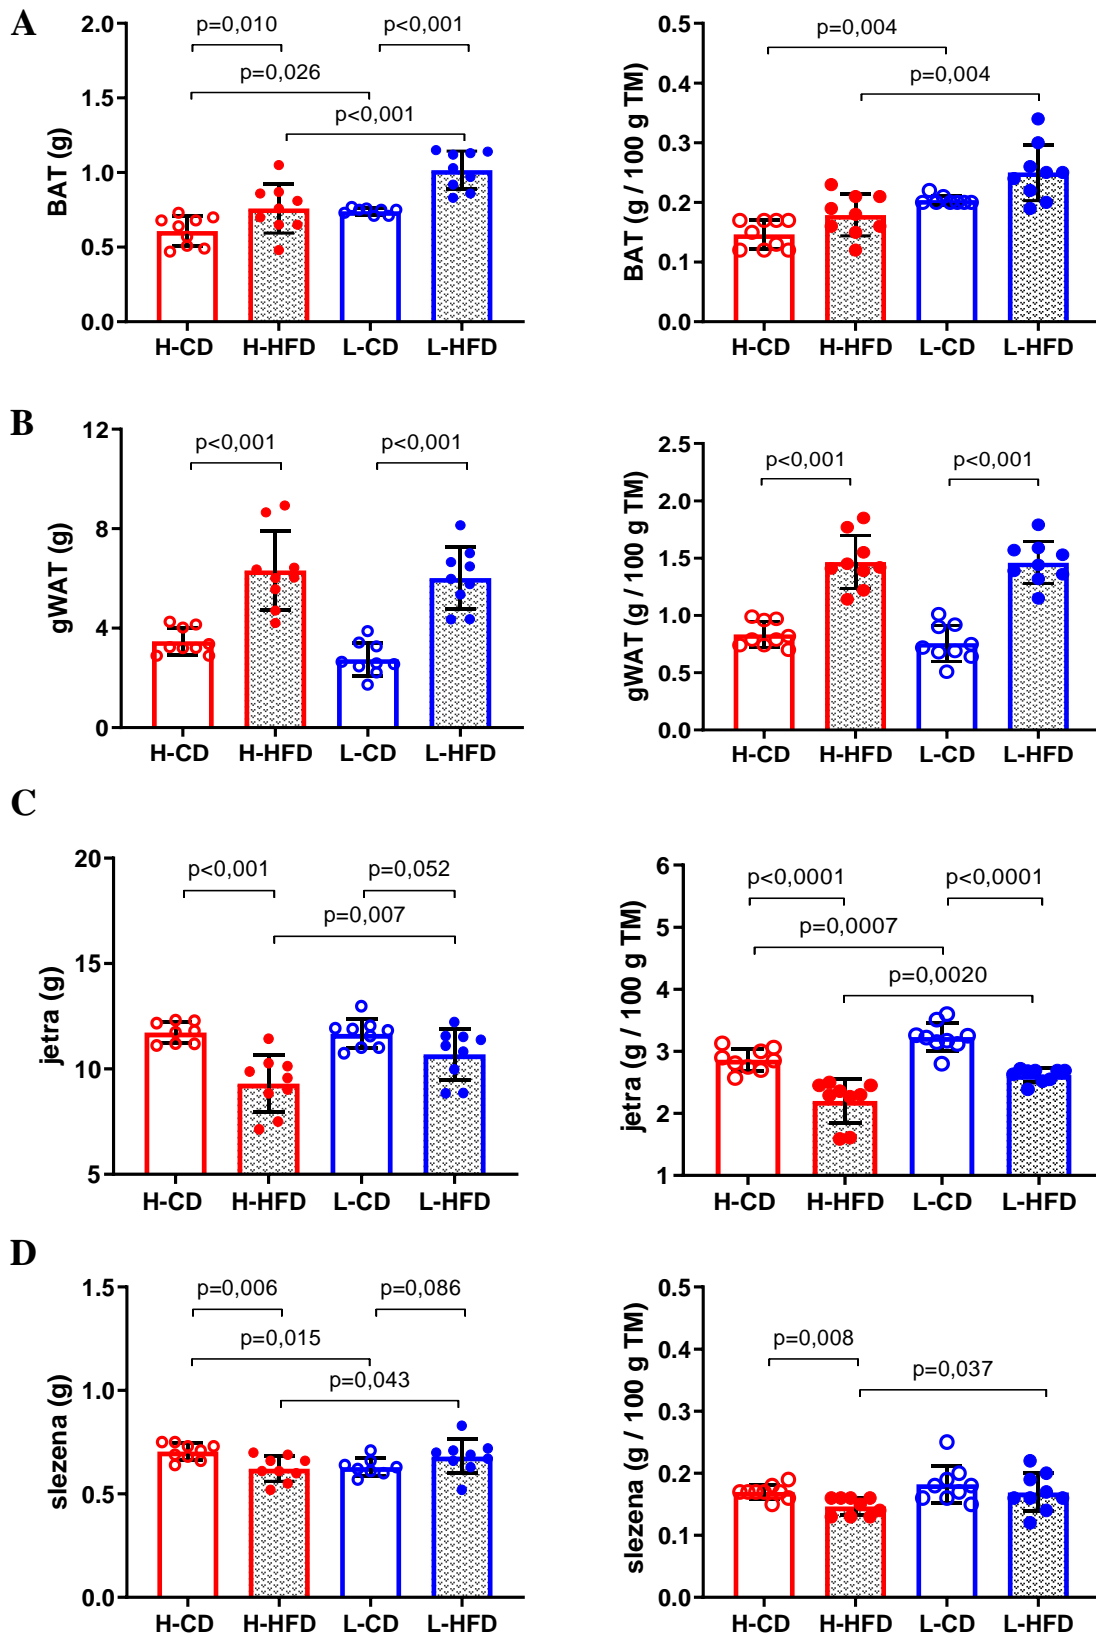 A
BAT (g)
2.0
1.5
1.0
0.5
0.0
p=0,010
p<0,001
p=0,026
p<0,001
H-CD H-HFD L-CD L-HFD
BAT (g / 100 g TM)
0.5
0.4
0.3
0.2
0.1
0.0
p=0,004
p=0,004
H-CD H-HFD L-CD L-HFD
B
gWAT (g)
12
8
4
0
p<0,001 p<0,001
H-CD H-HFD L-CD L-HFD
gWAT (g / 100 g TM)
2.5
2.0
1.5
1.0
0.5
0.0
p<0,001 p<0,001
H-CD H-HFD L-CD L-HFD
C
jetra (g)
20
15
10
5
p<0,001 p=0,052
p=0,007
H-CD H-HFD L-CD L-HFD
jetra (g / 100 g TM)
6
5
4
3
2
1
p<0,0001 p<0,0001
p=0,0007
p=0,0020
H-CD H-HFD L-CD L-HFD
D
slezena (g)
1.5
1.0
0.5
0.0
p=0,006 p=0,086
p=0,015
p=0,043
H-CD H-HFD L-CD L-HFD
slezena (g / 100 g TM)
0.5
0.4
0.3
0.2
0.1
0.0
p=0,008
p=0,037
H-CD H-HFD L-CD L-HFD